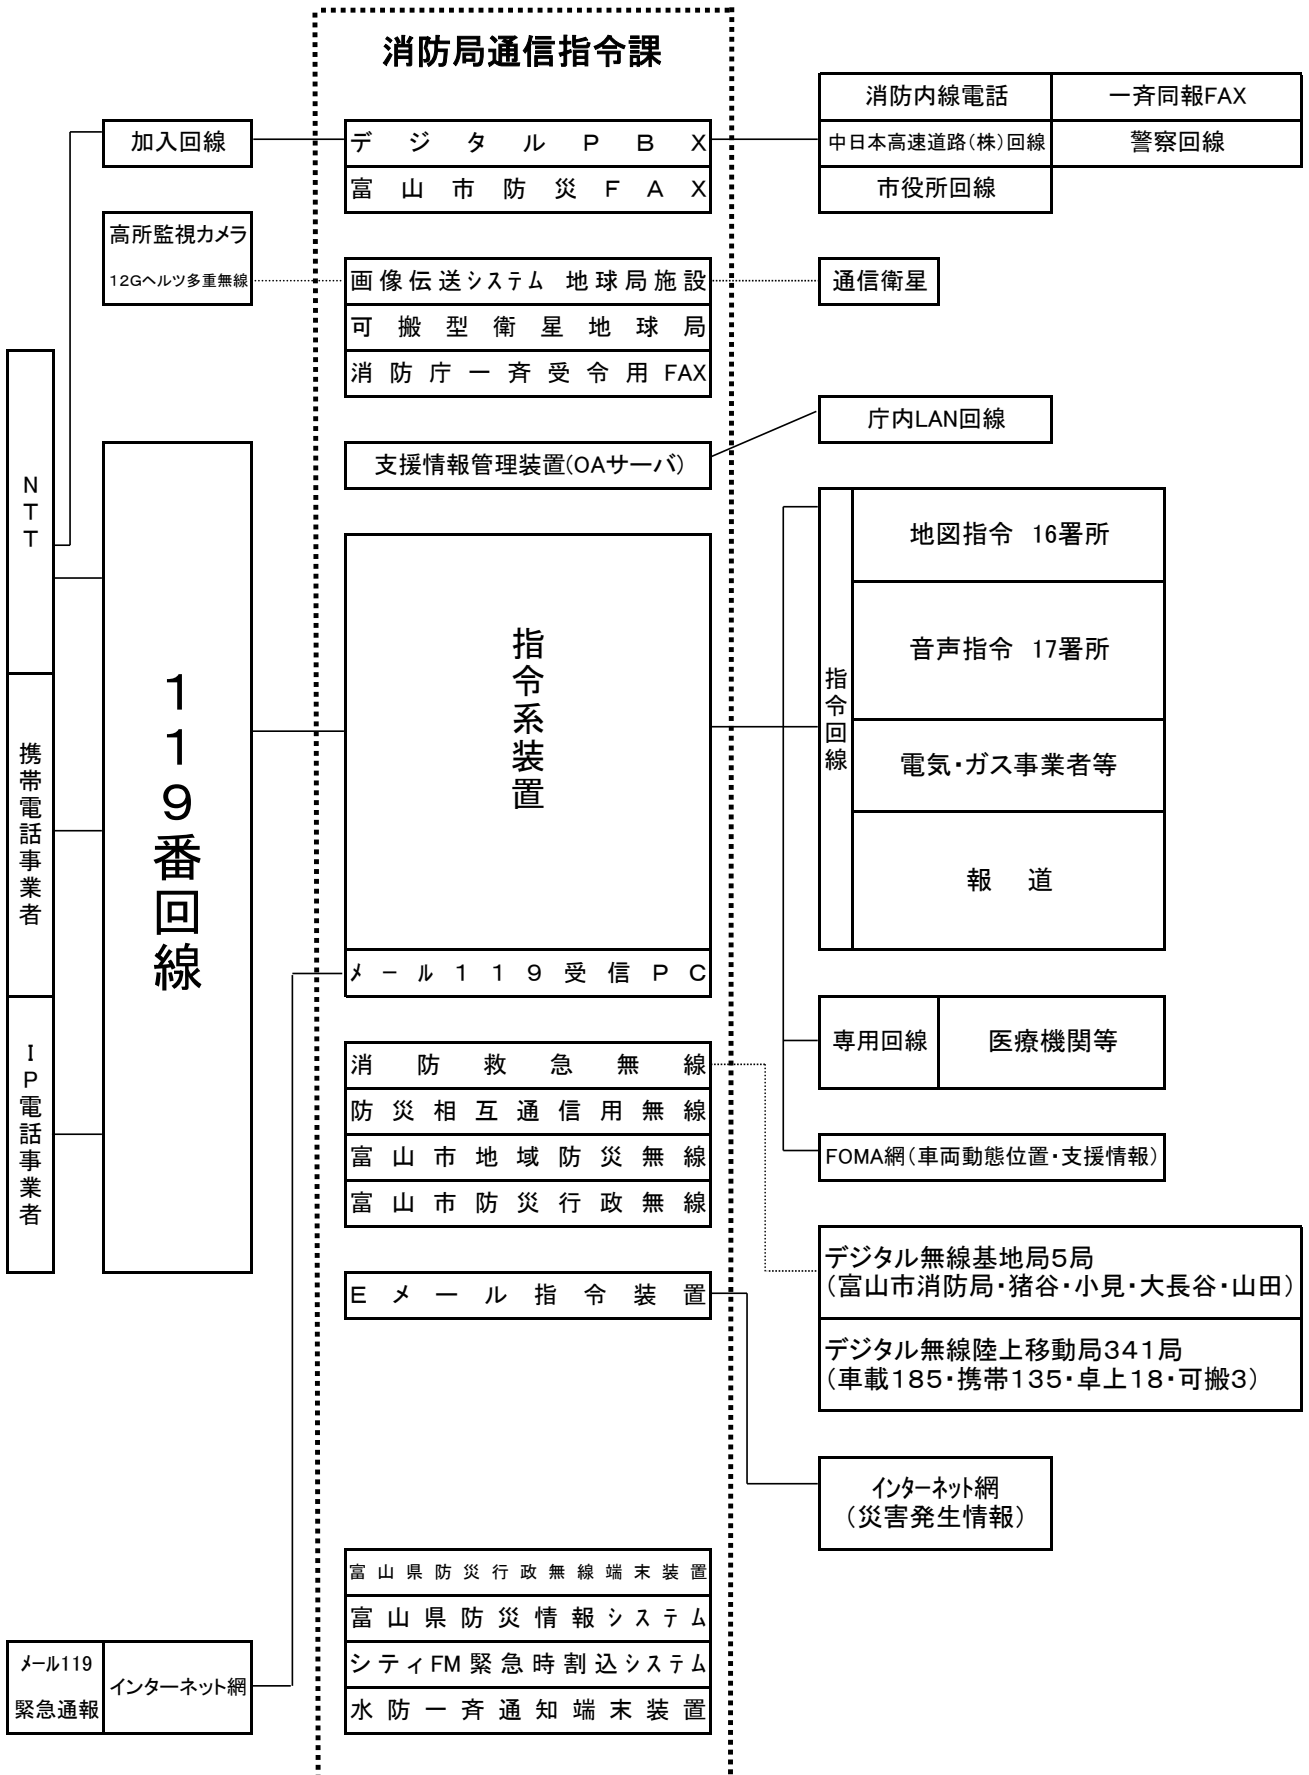 消防局通信指令課
消防内線電話
一斉同報FAX
加入回線
デジタルPBX
中日本高速道路(株)回線
警察回線
富山市防災FAX
市役所回線
高所監視カメラ
12Gヘルツ多重無線
画像伝送システム 地球局施設
通信衛星
可搬型衛星地球局
消防庁一斉受令用FAX
庁内LAN回線
支援情報管理装置(OAサーバ)
NTT
携帯電話事業者
IP電話事業者
119番回線
指令系装置
メール119受信PC
指令回線
地図指令 16署所
音声指令 17署所
電気・ガス事業者等
報 道
専用回線
医療機関等
消防救急無線
防災相互通信用無線
富山市地域防災無線
富山市防災行政無線
FOMA網(車両動態位置・支援情報)
デジタル無線基地局5局
(富山市消防局・猪谷・小見・大長谷・山田)
Eメール指令装置
デジタル無線陸上移動局341局
(車載185・携帯135・卓上18・可搬3)
インターネット網
(災害発生情報)
富山県防災行政無線端末装置
富山県防災情報システム
シティFM緊急時割込システム
水防一斉通知端末装置
メール119
緊急通報
インターネット網